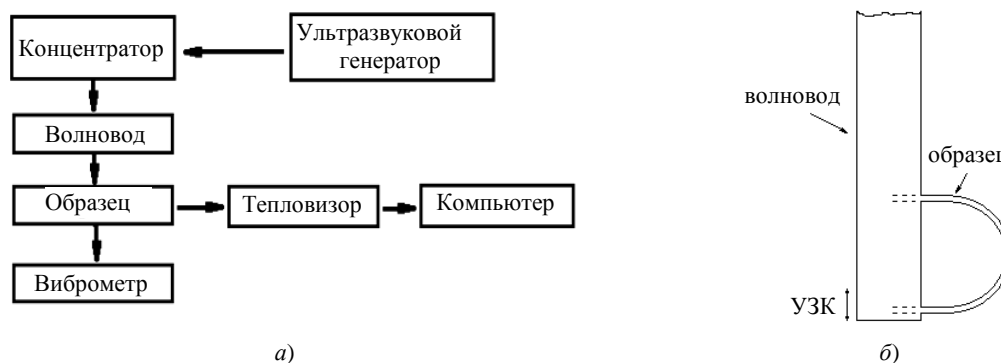 Концентратор
Ультразвуковой
генератор
Волновод
Образец
Тепловизор
Компьютер
Виброметр
а)
волновод
образец
УЗК
б)